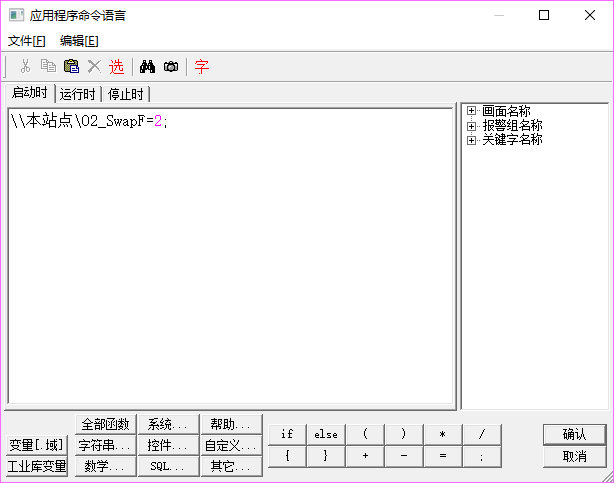 应用程序命令语言
文件[F] 编辑[E]
选 字
启动时 运行时 停止时
\\本站点\02_SwapF=2;
画面名称
报警组名称
关键字名称
全部函数 系统... 帮助...
变量[.域] 字符串... 控件... 自定义...
工业库变量 数学... SQL... 其它...
if else ( ) * /
{ } + - = ;
确认
取消